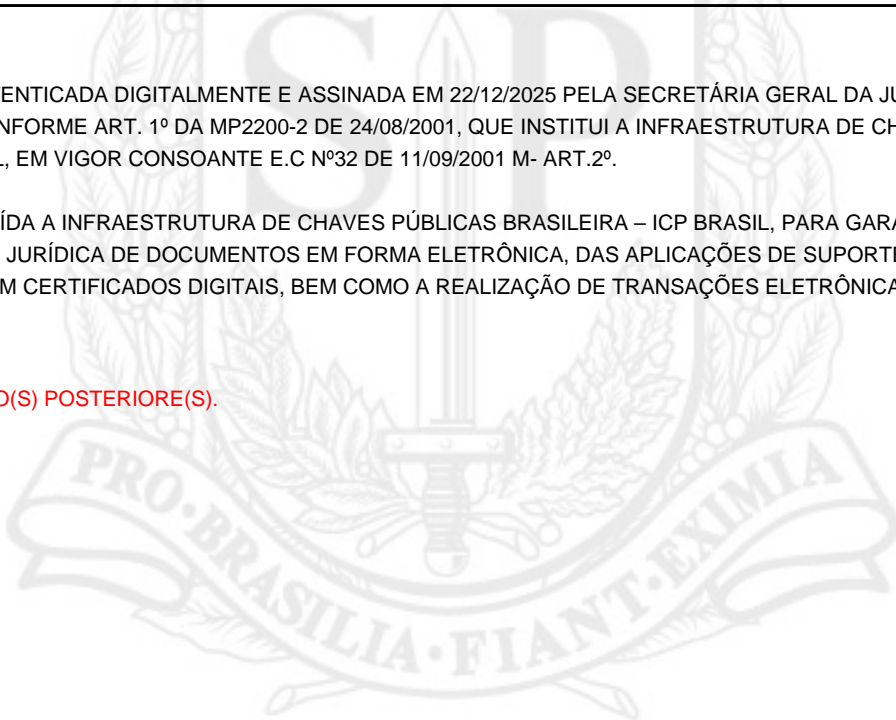 TENTICADA DIGITALMENTE E ASSINADA EM 22/12/2025 PELA SECRETÁRIA GERAL DA JU
NFORME ART. 1º DA MP2200-2 DE 24/08/2001, QUE INSTITUI A INFRAESTRUTURA DE CH
L, EM VIGOR CONSOANTE E.C Nº32 DE 11/09/2001 M- ART.2º.
ÍDA A INFRAESTRUTURA DE CHAVES PÚBLICAS BRASILEIRA – ICP BRASIL, PARA GARA
JURÍDICA DE DOCUMENTOS EM FORMA ELETRÔNICA, DAS APLICAÇÕES DE SUPORTE
M CERTIFICADOS DIGITAIS, BEM COMO A REALIZAÇÃO DE TRANSAÇÕES ELETRÔNICA
O(S) POSTERIORE(S).
SP
PRO·BRASILIA·FIANT·EXIMIA